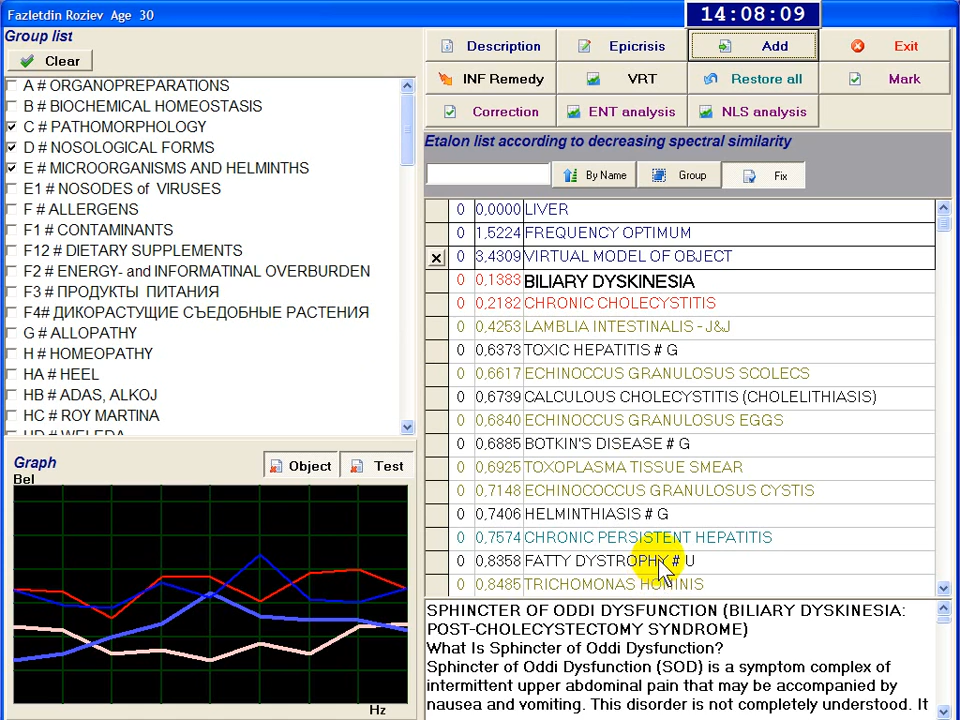 Fazletdin Roziev Age 30
14:08:09
Group list
Clear
Description
Epicrisis
Add
Exit
INF Remedy
VRT
Restore all
Mark
Correction
ENT analysis
NLS analysis
A # ORGANOPREPARATIONS
B # BIOCHEMICAL HOMEOSTASIS
C # PATHOMORPHOLOGY
D # NOSOLOGICAL FORMS
E # MICROORGANISMS AND HELMINTHS
E1 # NOSODES of VIRUSES
F # ALLERGENS
F1 # CONTAMINANTS
F12 # DIETARY SUPPLEMENTS
F2 # ENERGY- and INFORMATINAL OVERBURDEN
F3 # ПРОДУКТЫ ПИТАНИЯ
F4# ДИКОРАСТУЩИЕ СЪЕДОБНЫЕ РАСТЕНИЯ
G # ALLOPATHY
H # HOMEOPATHY
HA # HEEL
HB # ADAS, ALKOJ
HC # ROY MARTINA
HD # WELEDA
Etalon list according to decreasing spectral similarity
By Name
Group
Fix
0 0,0000 LIVER
0 1,5224 FREQUENCY OPTIMUM
0 3,4309 VIRTUAL MODEL OF OBJECT
0 0,1383 BILIARY DYSKINESIA
0 0,2182 CHRONIC CHOLECYSTITIS
0 0,4253 LAMBLIA INTESTINALIS - J&J
0 0,6373 TOXIC HEPATITIS # G
0 0,6617 ECHINOCCUS GRANULOSUS SCOLECS
0 0,6739 CALCULOUS CHOLECYSTITIS (CHOLELITHIASIS)
0 0,6840 ECHINOCCUS GRANULOSUS EGGS
0 0,6885 BOTKIN'S DISEASE # G
0 0,6925 TOXOPLASMA TISSUE SMEAR
0 0,7148 ECHINOCOCCUS GRANULOSUS CYSTIS
0 0,7406 HELMINTHIASIS # G
0 0,7574 CHRONIC PERSISTENT HEPATITIS
0 0,8358 FATTY DYSTROPHY # U
0 0,8485 TRICHOMONAS HOMINIS
Graph
Object
Test
Bel
Hz
SPHINCTER OF ODDI DYSFUNCTION (BILIARY DYSKINESIA:
POST-CHOLECYSTECTOMY SYNDROME)
What Is Sphincter of Oddi Dysfunction?
Sphincter of Oddi Dysfunction (SOD) is a symptom complex of
intermittent upper abdominal pain that may be accompanied by
nausea and vomiting. This disorder is not completely understood. It